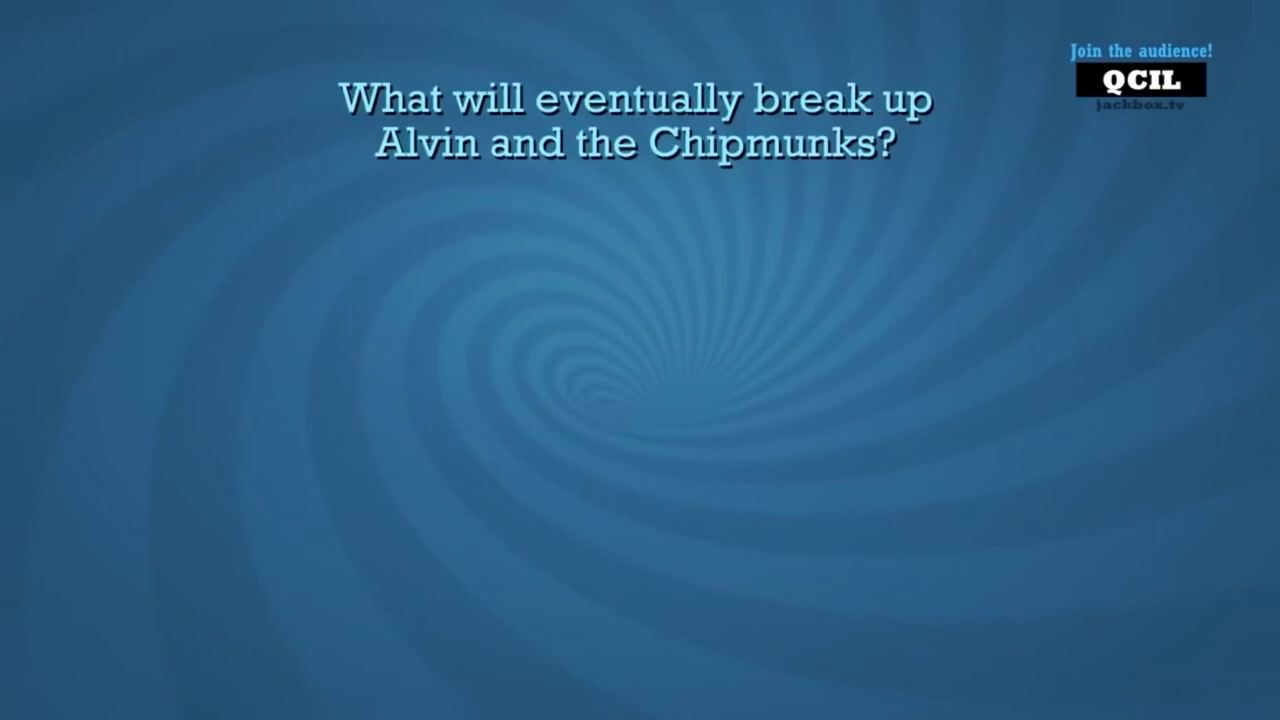 Join the audience!
QCIL
jackbox.tv
What will eventually break up
Alvin and the Chipmunks?